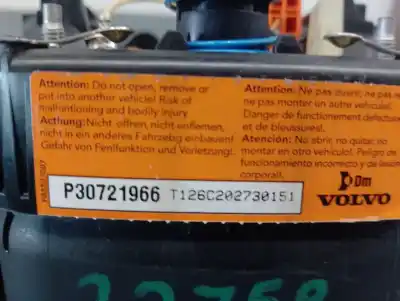 Attention: Do not open, remove or
put into another vehicle! Risk of
malfunctioning and bodily injury
Achtung: Nicht öffnen, nicht entfernen,
nicht in ein anderes Fahrzeug einbauen!
Gefahr von Fehlfunktion und Verletzung.
Attention: Ne pas ouvrir, ne pas
ne pas monter un autre véhicule.
Danger de functionement défectueux
et de blessures!.
Atención: No abrir, no quitar, no
montar en otro vehículo. Peligro de
funcionamiento incorrecto y de lesión
corporal!.
P30721966 T126C202730151
Dm
VOLVO